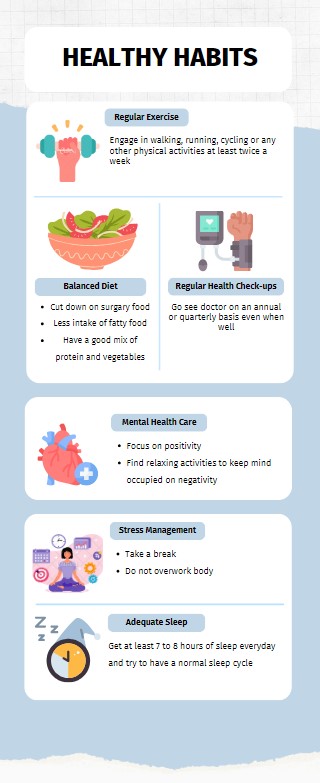 HEALTHY HABITS
Regular Exercise
Engage in walking, running, cycling or any
other physical activities at least twice a
week
Balanced Diet
• Cut down on surgary food
• Less intake of fatty food
• Have a good mix of
protein and vegetables
Regular Health Check-ups
Go see doctor on an annual
or quarterly basis even when
well
Mental Health Care
• Focus on positivity
• Find relaxing activities to keep mind
occupied on negativity
Stress Management
• Take a break
• Do not overwork body
Z
Z
Z
Adequate Sleep
Get at least 7 to 8 hours of sleep everyday
and try to have a normal sleep cycle